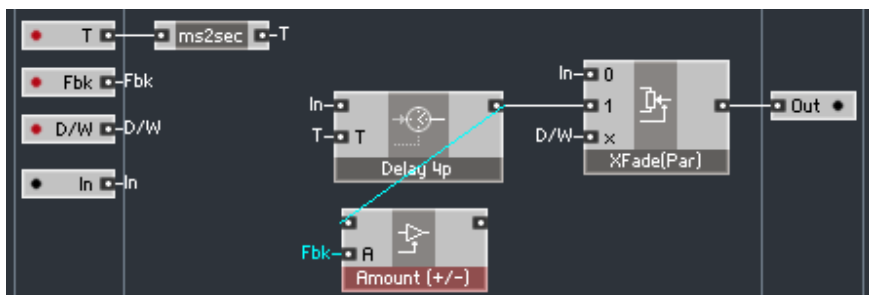 T
ms2sec
T
Fbk
Fbk
D/W
D/W
In
In
In
T
T
Delay 4p
Fbk
A
Amount (+/-)
In
0
1
D/W
x
XFade(Par)
Out